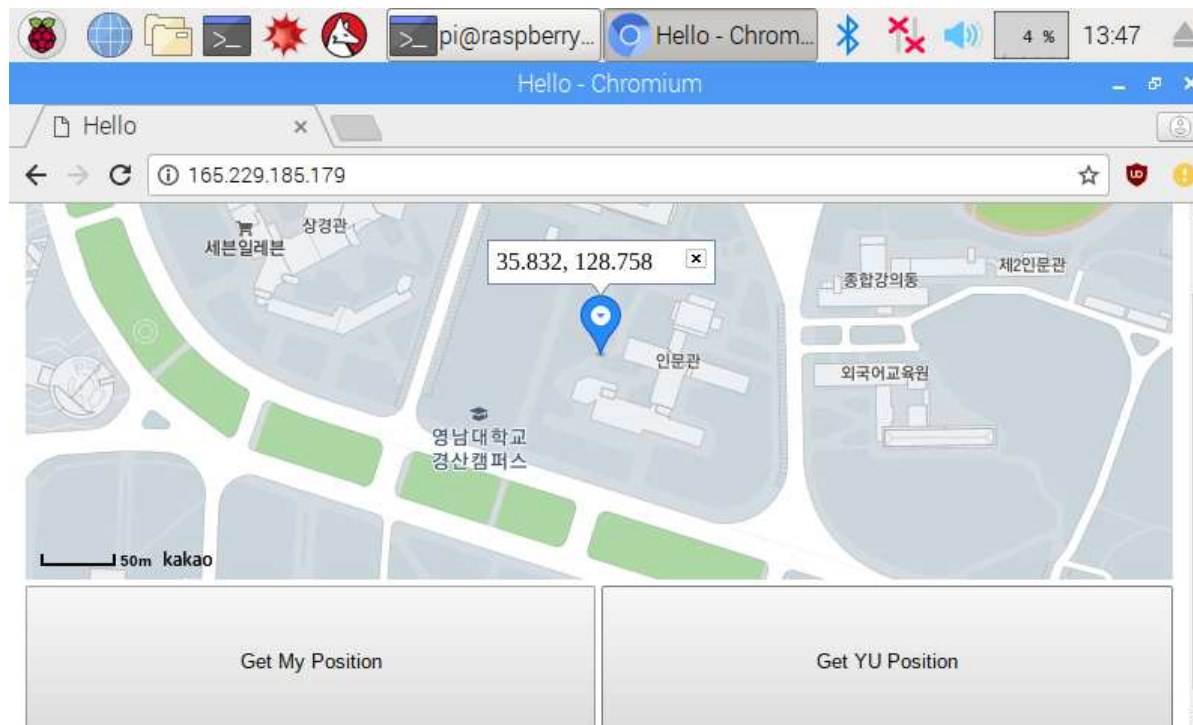 pi@raspberry...
Hello - Chrom...
4 %
13:47
Hello - Chromium
Hello
165.229.185.179
상경관
세븐일레븐
35.832, 128.758
제2인문관
종합강의동
인문관
외국어교육원
영남대학교
경산캠퍼스
50m kakao
Get My Position
Get YU Position